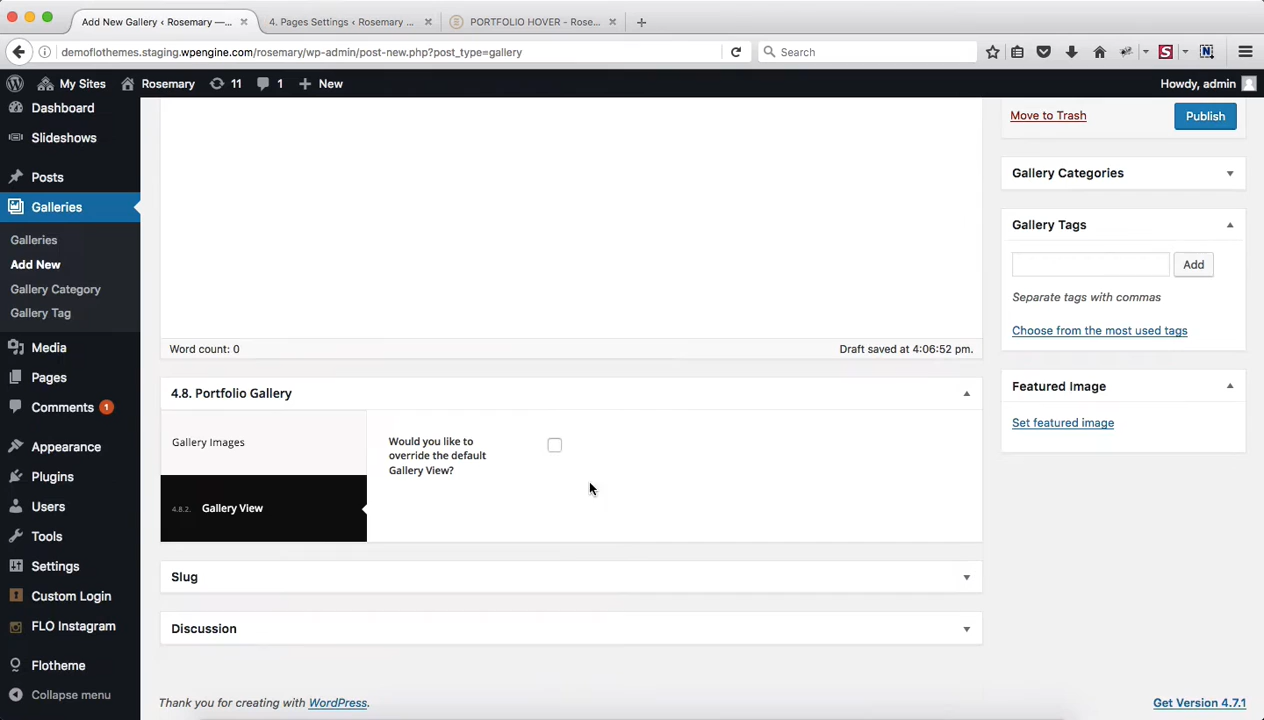 Add New Gallery ‹ Rosemary —...
4. Pages Settings ‹ Rosemary ...
PORTFOLIO HOVER - Rose...
demoflothemes.staging.wpengine.com/rosemary/wp-admin/post-new.php?post_type=gallery
Search
My Sites
Rosemary
11
1
New
Howdy, admin
Dashboard
Slideshows
Posts
Galleries
Galleries
Add New
Gallery Category
Gallery Tag
Media
Pages
Comments 1
Appearance
Plugins
Users
Tools
Settings
Custom Login
FLO Instagram
Flotheme
Collapse menu
Word count: 0
Draft saved at 4:06:52 pm.
4.8. Portfolio Gallery
Gallery Images
4.8.2. Gallery View
Would you like to
override the default
Gallery View?
Slug
Discussion
Thank you for creating with WordPress.
Move to Trash
Publish
Gallery Categories
Gallery Tags
Add
Separate tags with commas
Choose from the most used tags
Featured Image
Set featured image
Get Version 4.7.1